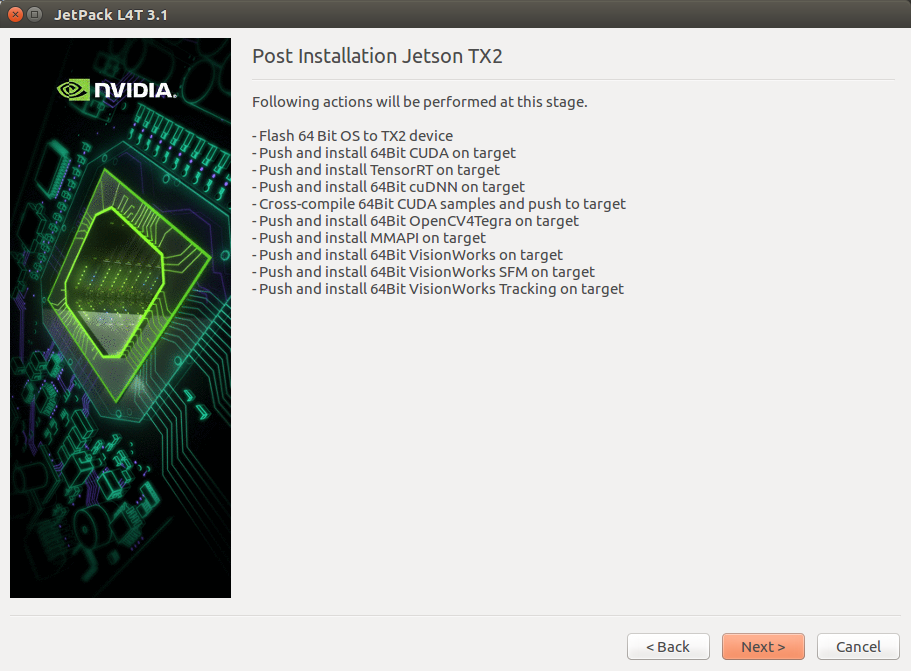 JetPack L4T 3.1
NVIDIA.
Post Installation Jetson TX2
Following actions will be performed at this stage.
- Flash 64 Bit OS to TX2 device
- Push and install 64Bit CUDA on target
- Push and install TensorRT on target
- Push and install 64Bit cuDNN on target
- Cross-compile 64Bit CUDA samples and push to target
- Push and install 64Bit OpenCV4Tegra on target
- Push and install MMAPI on target
- Push and install 64Bit VisionWorks on target
- Push and install 64Bit VisionWorks SFM on target
- Push and install 64Bit VisionWorks Tracking on target
< Back Next > Cancel